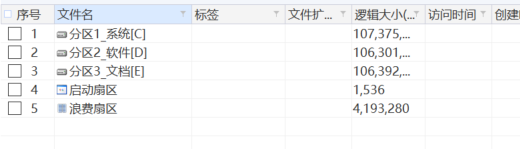 序号 文件名 标签 文件扩... 逻辑大小(... 访问时间 创建
1 分区1_系统[C] 107,375,...
2 分区2_软件[D] 106,301,...
3 分区3_文档[E] 106,392,...
4 启动扇区 1,536
5 浪费扇区 4,193,280